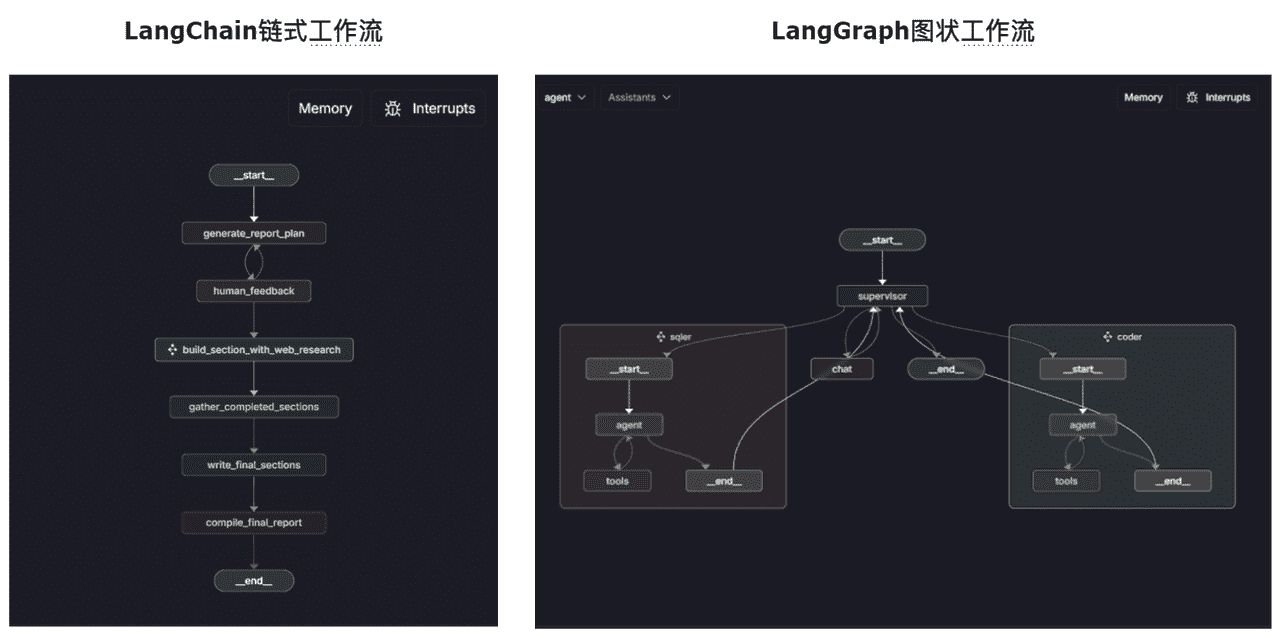 LangChain链式工作流
LangGraph图状工作流
Memory
Interrupts
__start__
generate_report_plan
human_feedback
build_section_with_web_research
gather_completed_sections
write_final_sections
compile_final_report
__end__
agent
Assistants
Memory
Interrupts
__start__
supervisor
sqler
__start__
agent
tools
__end__
chat
__end__
coder
__start__
agent
tools
__end__